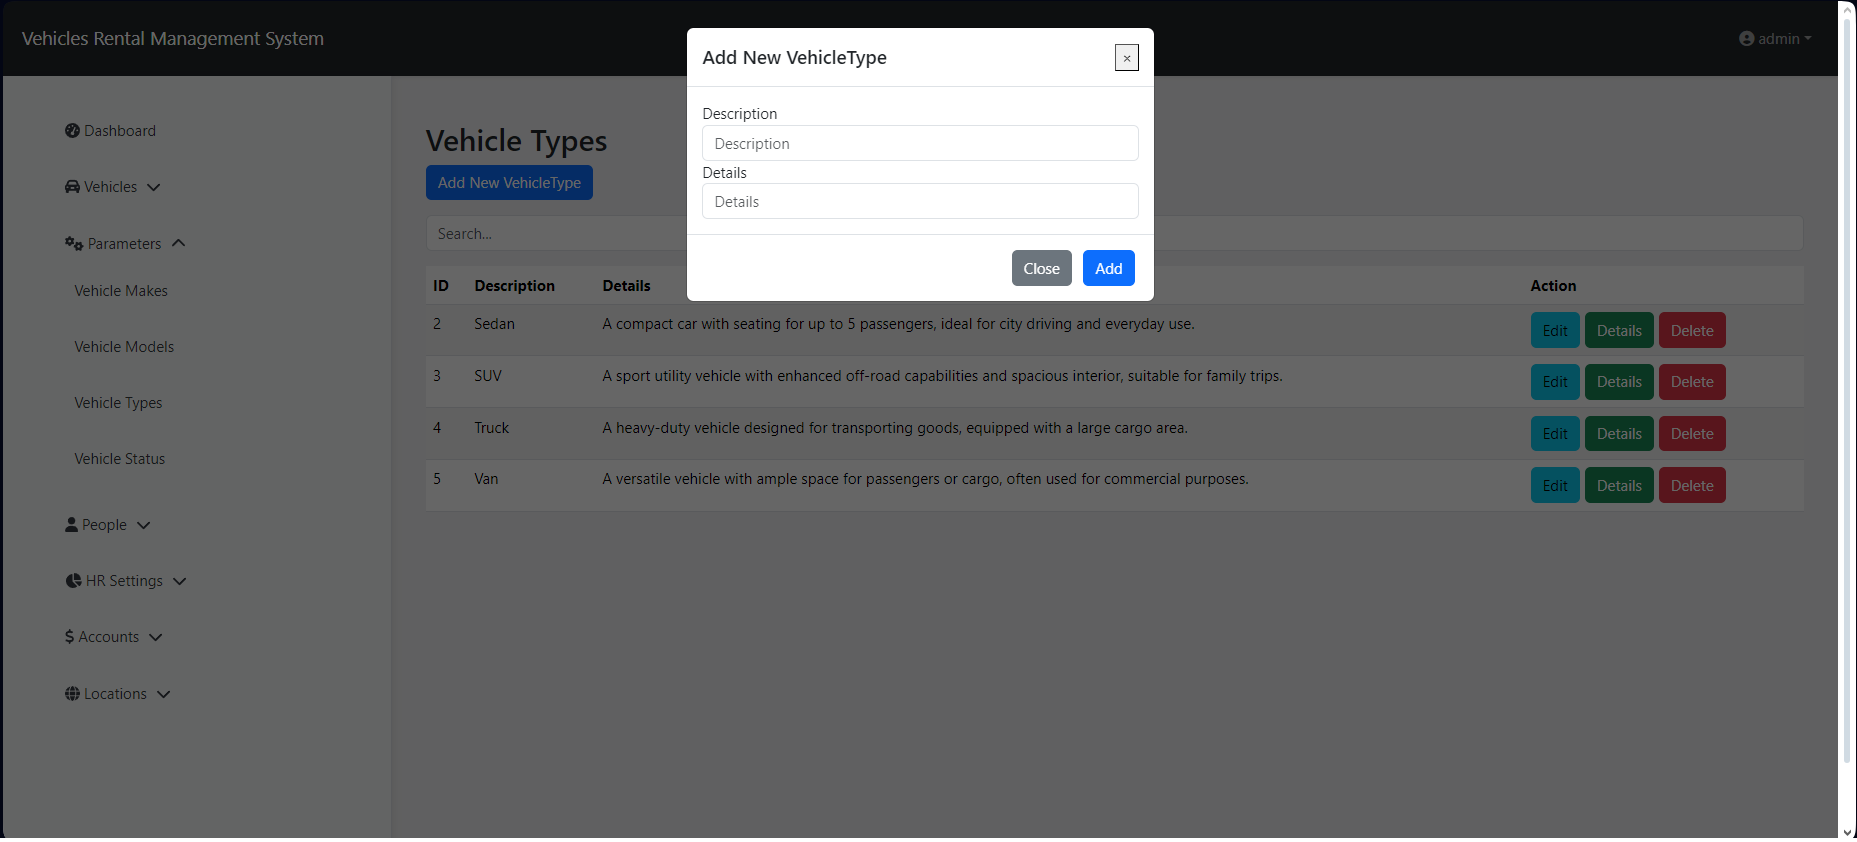 Vehicles Rental Management System
admin
Dashboard
Vehicles
Parameters
Vehicle Makes
Vehicle Models
Vehicle Types
Vehicle Status
People
HR Settings
Accounts
Locations
Vehicle Types
Add New VehicleType
Search...
ID Description Details Action
2 Sedan A compact car with seating for up to 5 passengers, ideal for city driving and everyday use. Edit Details Delete
3 SUV A sport utility vehicle with enhanced off-road capabilities and spacious interior, suitable for family trips. Edit Details Delete
4 Truck A heavy-duty vehicle designed for transporting goods, equipped with a large cargo area. Edit Details Delete
5 Van A versatile vehicle with ample space for passengers or cargo, often used for commercial purposes. Edit Details Delete
Add New VehicleType ×
Description
Description
Details
Details
Close Add